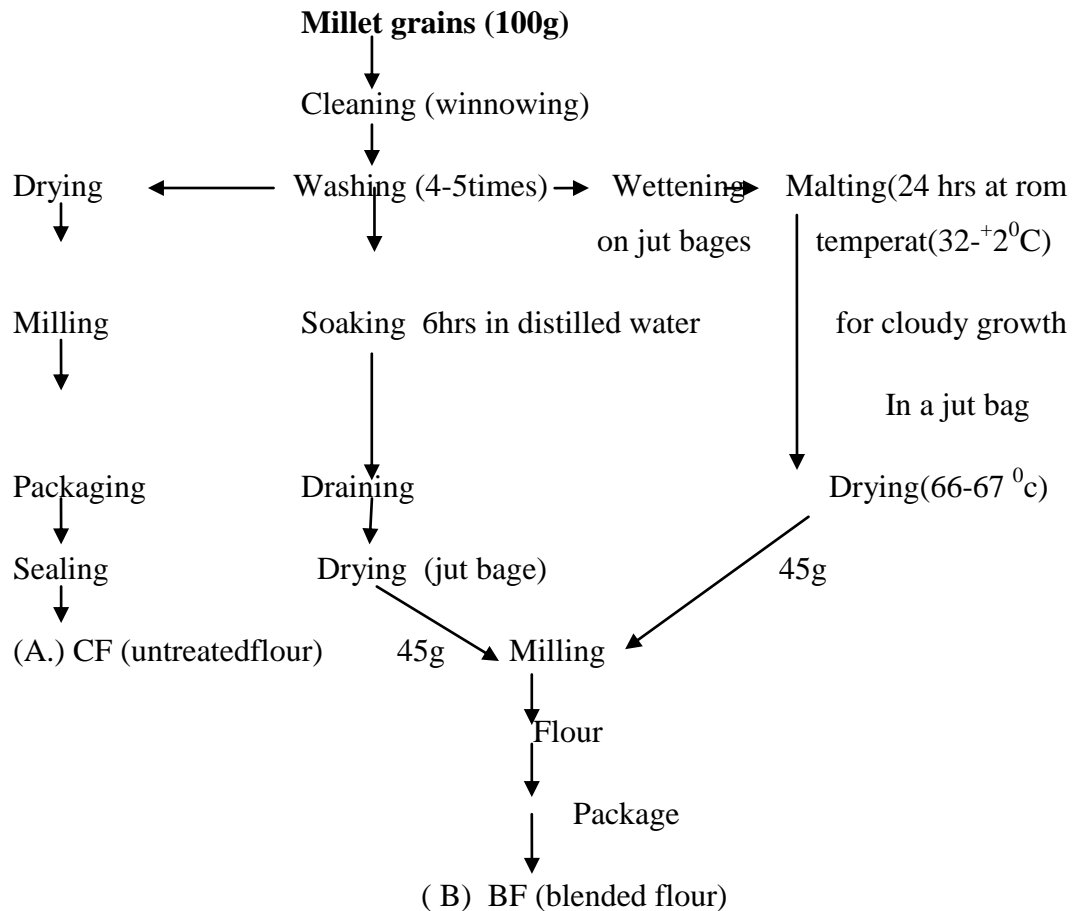 Millet grains (100g)
Cleaning (winnowing)
Drying Washing (4-5times) Wettening Malting(24 hrs at rom
on jut bages temperat(32-⁺2⁰C)
Milling Soaking 6hrs in distilled water for cloudy growth
In a jut bag
Packaging Draining Drying(66-67 ⁰c)
Sealing Drying (jut bage) 45g
(A.) CF (untreatedflour) 45g Milling
Flour
Package
( B) BF (blended flour)